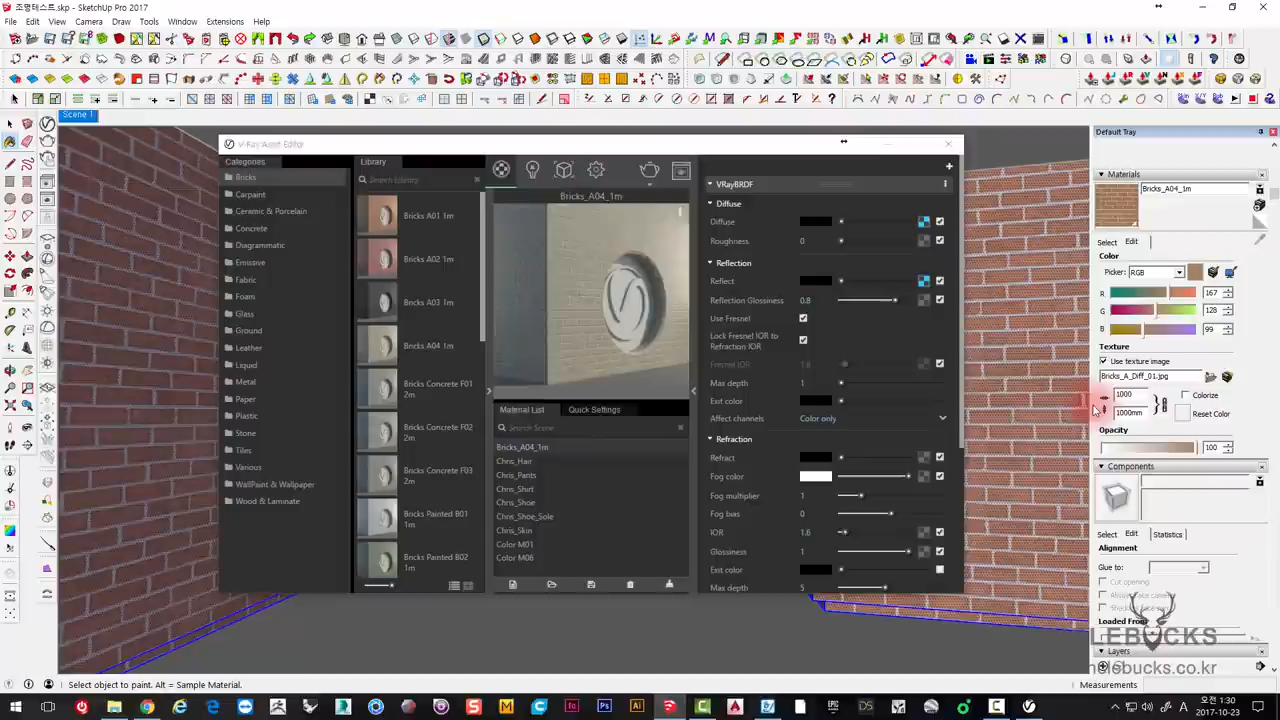 조명테스트.skp - SketchUp Pro 2017
File Edit View Camera Draw Tools Window Extensions Help
Scene 1
V-Ray Asset Editor
Categories
Bricks
Carpaint
Ceramic & Porcelain
Concrete
Diagrammatic
Emissive
Fabric
Foam
Glass
Ground
Leather
Liquid
Metal
Paper
Plastic
Stone
Tiles
Various
WallPaint & Wallpaper
Wood & Laminate
Library
Search Library
Bricks A01 1m
Bricks A02 1m
Bricks A03 1m
Bricks A04 1m
Bricks Concrete F01
2m
Bricks Concrete F02
2m
Bricks Concrete F03
2m
Bricks Painted B01
1m
Bricks Painted B02
1m
Bricks_A04_1m
Material List Quick Settings
Search Scene
Bricks_A04_1m
Chris_Hair
Chris_Pants
Chris_Shirt
Chris_Shoe
Chris_Shoe_Sole
Chris_Skin
Color M01
Color M06
VRayBRDF
Diffuse
Diffuse
Roughness 0
Reflection
Reflect
Reflection Glossiness 0.8
Use Fresnel
Lock Fresnel IOR to
Refraction IOR
Fresnel IOR 1.6
Max depth 1
Exit color
Affect channels Color only
Refraction
Refract
Fog color
Fog multiplier 1
Fog bias 0
IOR 1.6
Glossiness 1
Exit color
Max depth 5
Default Tray
Materials
Bricks_A04_1m
Select Edit
Color
Picker: RGB
R 167
G 128
B 99
Texture
Use texture image
Bricks_A_Diff_01.jpg
1000
1000mm
Colorize
Reset Color
Opacity
100
Components
Select Edit Statistics
Alignment
Glue to:
Cut opening
Loaded From
LEBUCKS
lebucks.co.kr
Layers
Select object to paint. Alt = Sample Material.
Measurements
오전 1:30
2017-10-23